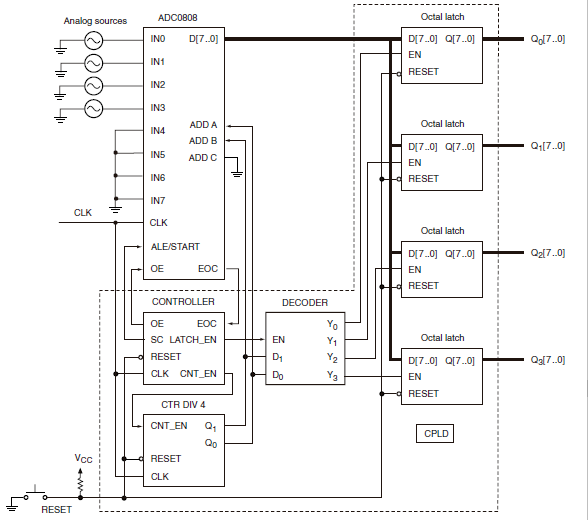 Analog sources
ADC0808
IN0 D[7..0]
IN1
IN2
IN3
IN4
IN5
IN6
IN7
ADD A
ADD B
ADD C
CLK
CLK
ALE/START
OE EOC
Octal latch
D[7..0] Q[7..0]
EN
RESET
Q0[7..0]
Octal latch
D[7..0] Q[7..0]
EN
RESET
Q1[7..0]
Octal latch
D[7..0] Q[7..0]
EN
RESET
Q2[7..0]
Octal latch
D[7..0] Q[7..0]
EN
RESET
Q3[7..0]
CONTROLLER
OE EOC
SC LATCH_EN
RESET
CLK CNT_EN
DECODER
EN
D1
D0
Y0
Y1
Y2
Y3
CTR DIV 4
CNT_EN Q1
Q0
RESET
CLK
CPLD
VCC
RESET